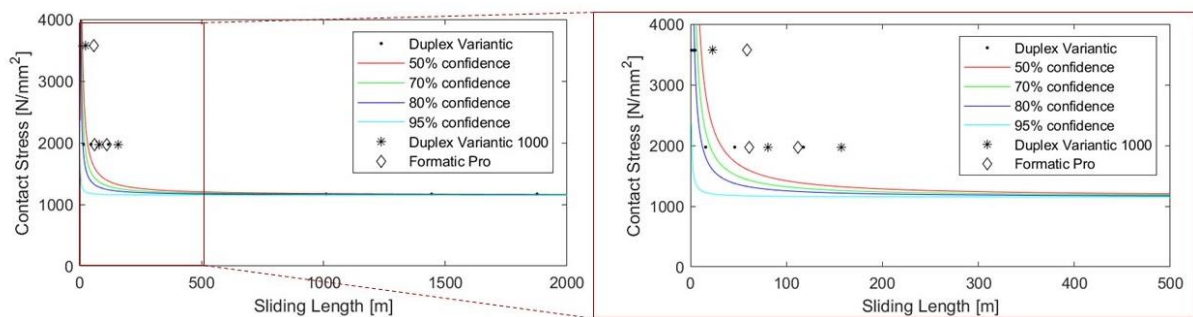 Contact Stress [N/mm²]
4000
3000
2000
1000
0
Duplex Variantic
50% confidence
70% confidence
80% confidence
95% confidence
Duplex Variantic 1000
Formatic Pro
0 500 1000 1500 2000
Sliding Length [m]
Contact Stress [N/mm²]
4000
3000
2000
1000
0
Duplex Variantic
50% confidence
70% confidence
80% confidence
95% confidence
Duplex Variantic 1000
Formatic Pro
0 100 200 300 400 500
Sliding Length [m]